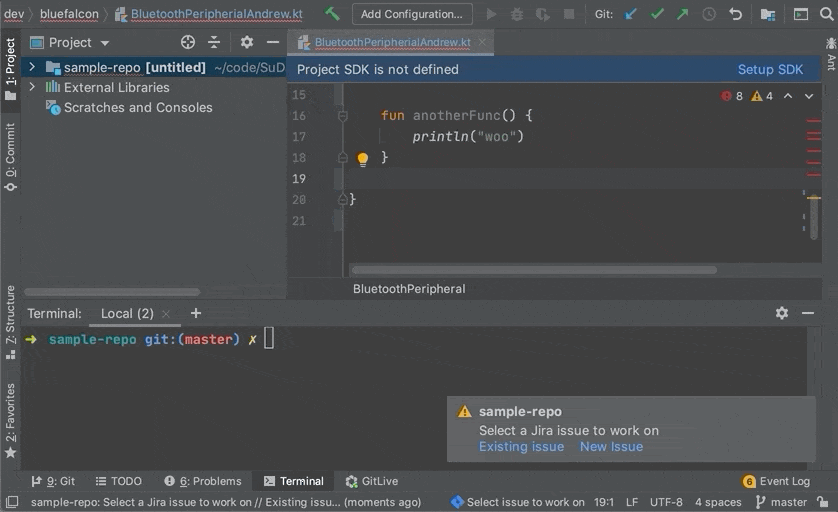 dev bluefalcon BluetoothPeripherialAndrew.kt Add Configuration... Git:
1: Project
0: Commit
7: Structure
2: Favorites
Project
sample-repo [untitled] ~/code/SuD
External Libraries
Scratches and Consoles
BluetoothPeripherialAndrew.kt
Ant
Project SDK is not defined Setup SDK
8 4
15
16 fun anotherFunc() {
17 println("woo")
18 }
19
20 }
21
BluetoothPeripheral
Terminal: Local (2) +
→ sample-repo git:(master) ✗
sample-repo
Select a Jira issue to work on
Existing issue New Issue
9: Git TODO 6: Problems Terminal GitLive 6 Event Log
sample-repo: Select a Jira issue to work on // Existing issu... (moments ago) Select issue to work on 19:1 LF UTF-8 4 spaces master